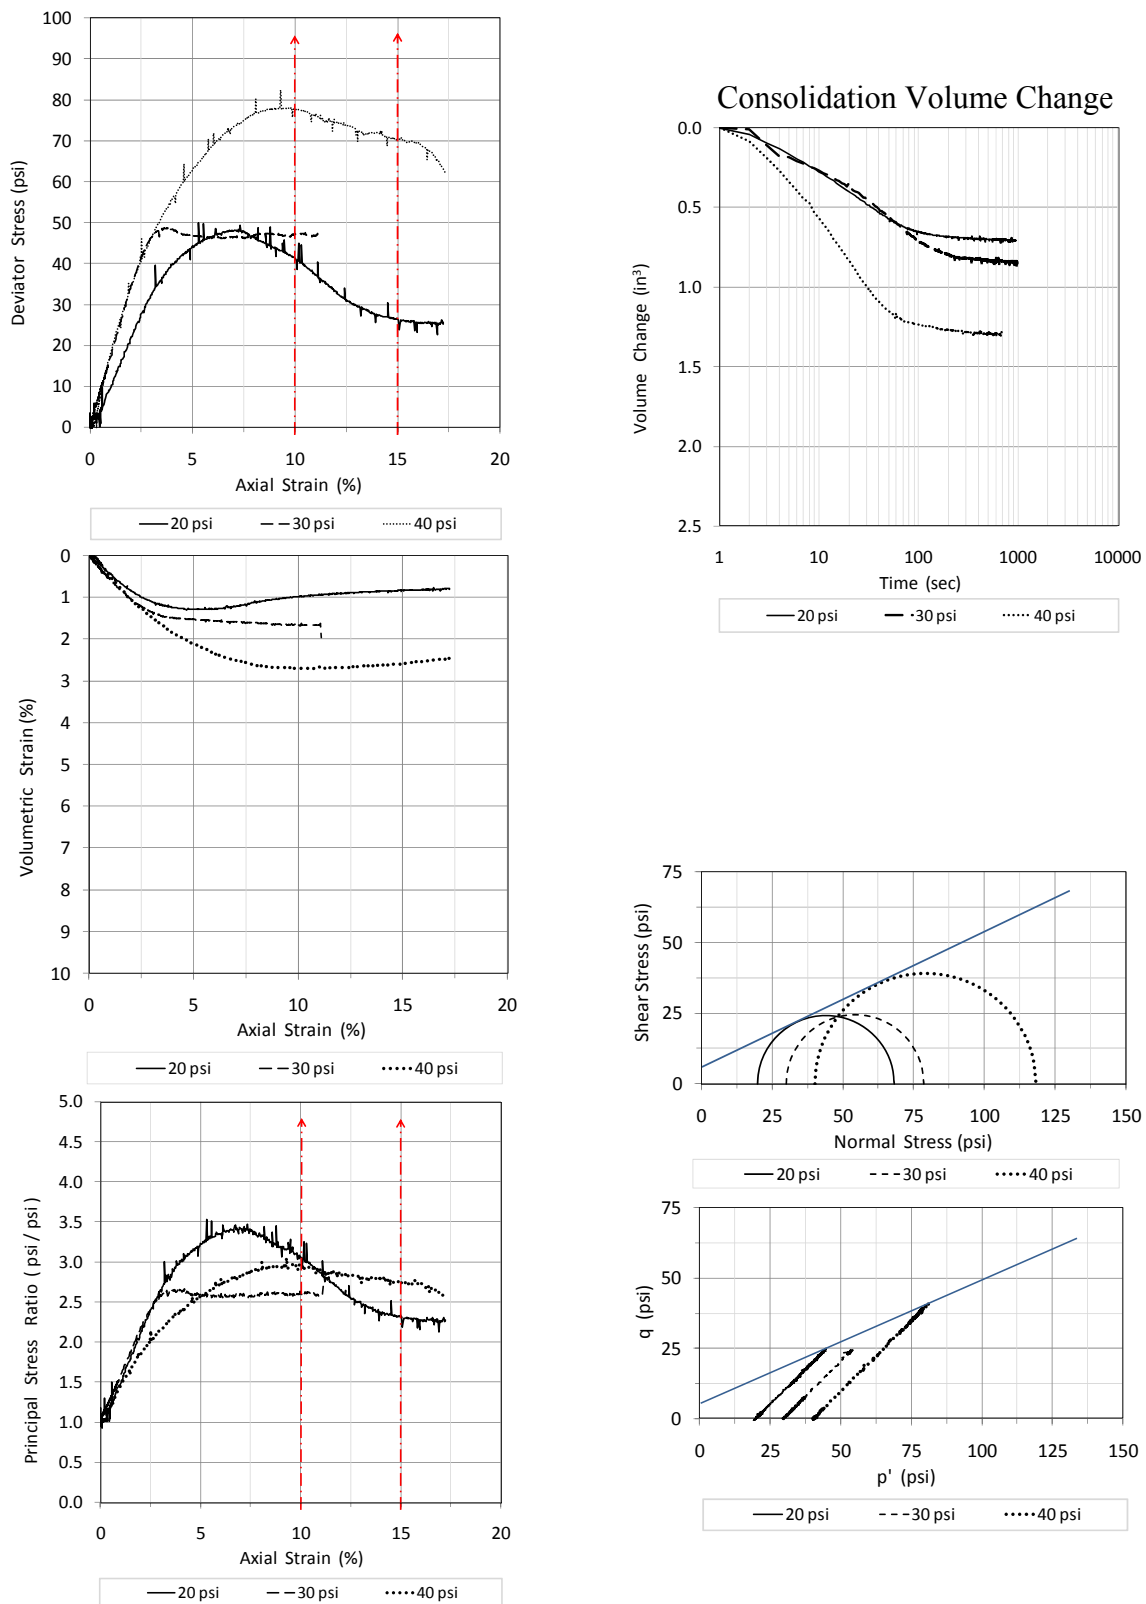 100
90
80
70
60
50
40
30
20
10
0
Deviator Stress (psi)
0 5 10 15 20
Axial Strain (%)
20 psi 30 psi 40 psi
Consolidation Volume Change
0.0
0.5
1.0
1.5
2.0
2.5
Volume Change (in³)
1 10 100 1000 10000
Time (sec)
20 psi 30 psi 40 psi
0
1
2
3
4
5
6
7
8
9
10
Volumetric Strain (%)
0 5 10 15 20
Axial Strain (%)
20 psi 30 psi 40 psi
75
50
25
0
Shear Stress (psi)
0 25 50 75 100 125 150
Normal Stress (psi)
20 psi 30 psi 40 psi
5.0
4.5
4.0
3.5
3.0
2.5
2.0
1.5
1.0
0.5
0.0
Principal Stress Ratio ( psi / psi)
0 5 10 15 20
Axial Strain (%)
20 psi 30 psi 40 psi
75
50
25
0
q (psi)
0 25 50 75 100 125 150
p' (psi)
20 psi 30 psi 40 psi